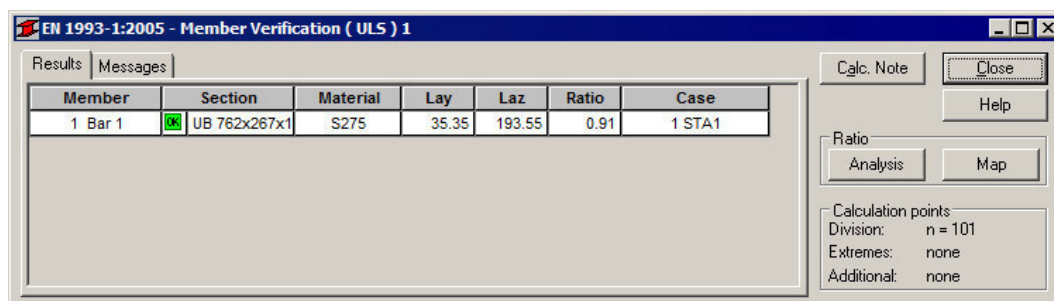 EN 1993-1:2005 - Member Verification ( ULS ) 1
Results Messages
Calc. Note Close
Help
Member Section Material Lay Laz Ratio Case
1 Bar 1 OK UB 762x267x1 S275 35.35 193.55 0.91 1 STA1
Ratio
Analysis Map
Calculation points
Division: n = 101
Extremes: none
Additional: none